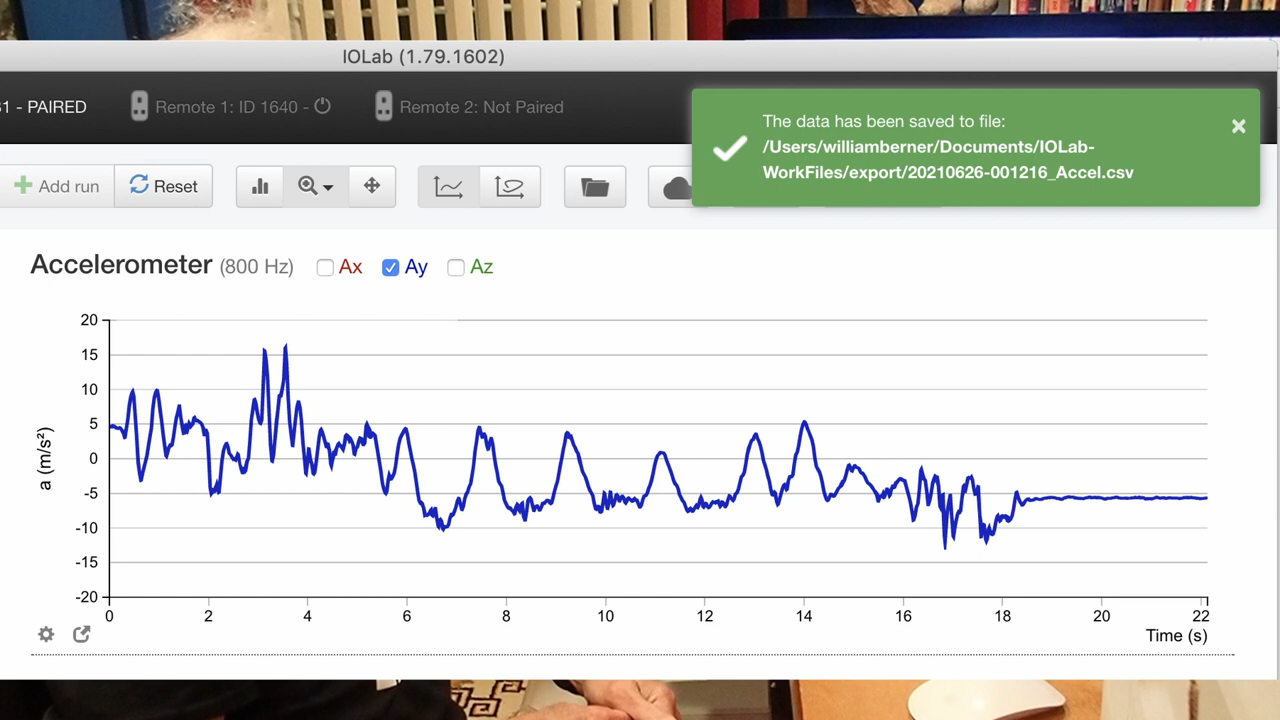 IOLab (1.79.1602)
1 - PAIRED
Remote 1: ID 1640 -
Remote 2: Not Paired
The data has been saved to file:
/Users/williamberner/Documents/IOLab-
WorkFiles/export/20210626-001216_Accel.csv
Add run
Reset
Accelerometer (800 Hz) Ax Ay Az
20
15
10
5
0
-5
-10
-15
-20
a (m/s²)
0 2 4 6 8 10 12 14 16 18 20 22
Time (s)